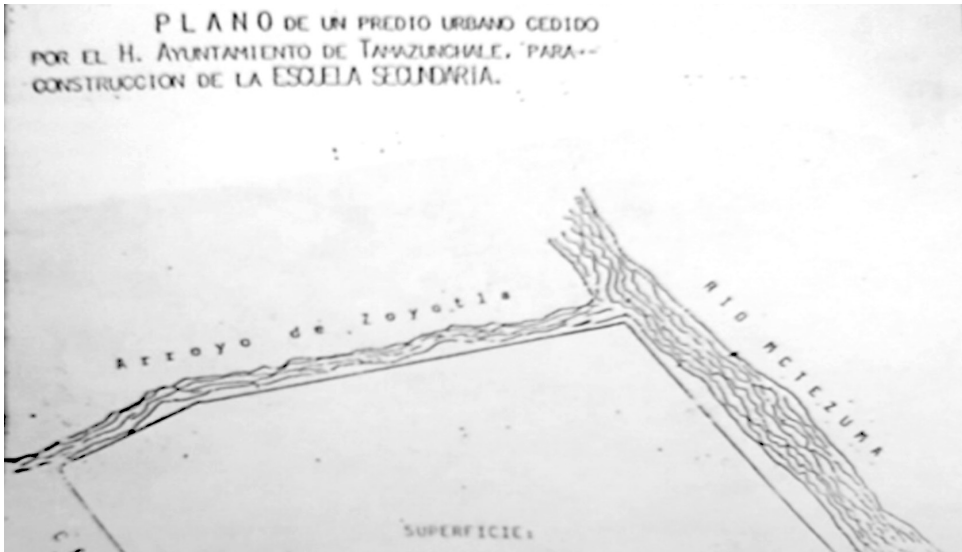 PLANO DE UN PREDIO URBANO CEDIDO
POR EL H. AYUNTAMIENTO DE TAMAZUNCHALE, PARA--
CONSTRUCCION DE LA ESCUELA SECUNDARIA.
Arroyo de Zoyotla
RIO MCTEZUMA
SUPERFICIE: